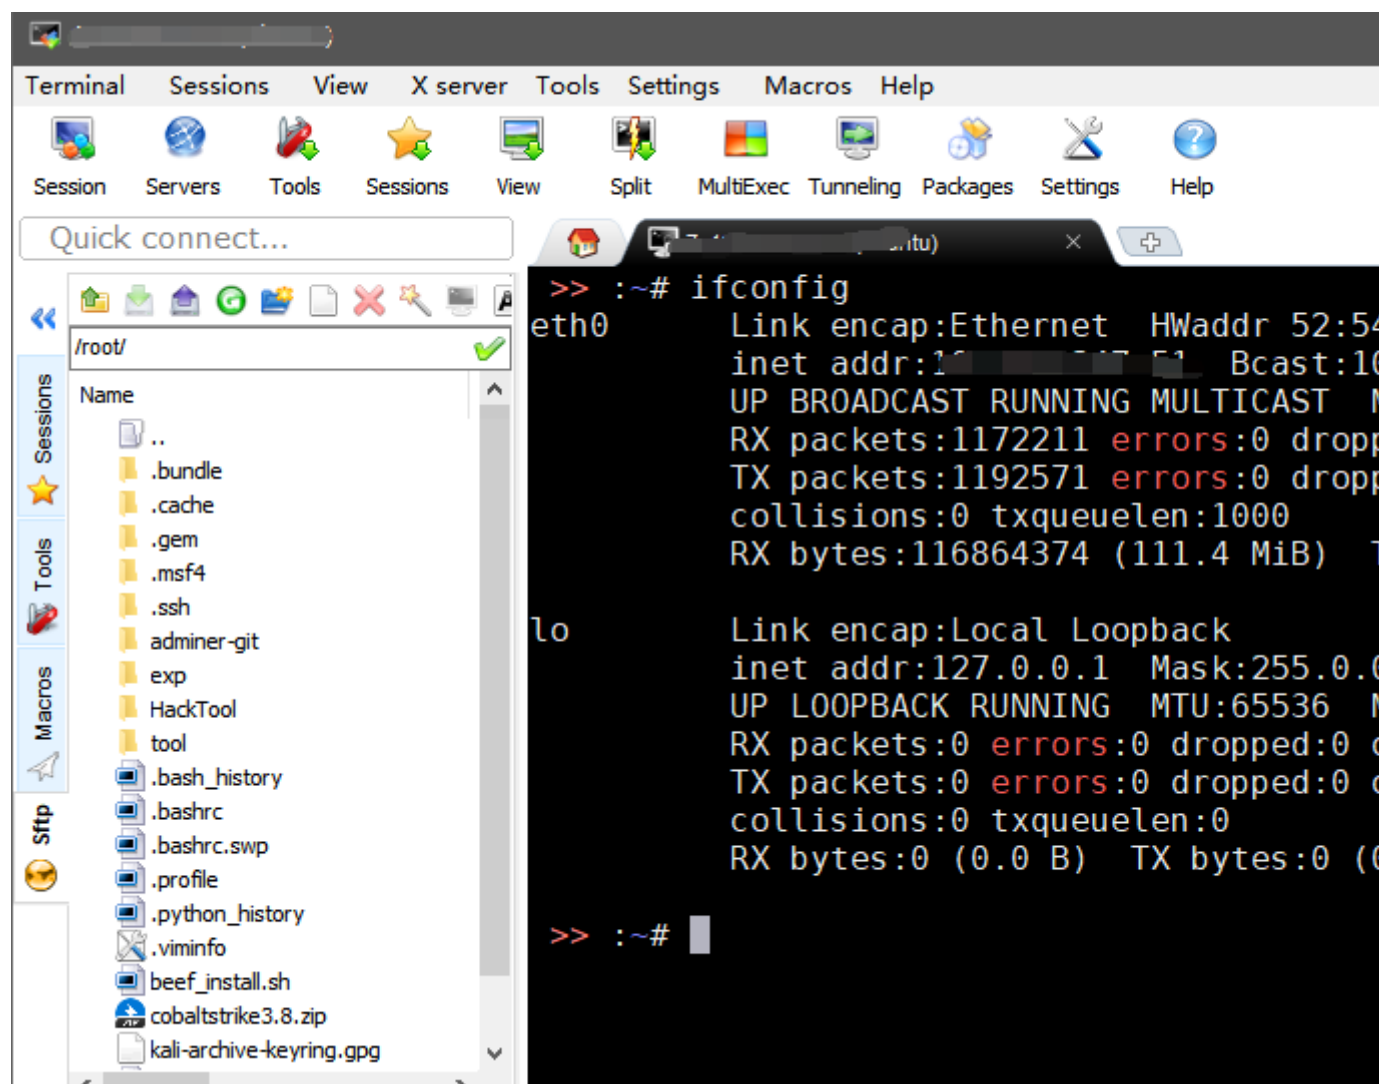 Terminal Sessions View X server Tools Settings Macros Help
Session Servers Tools Sessions View Split MultiExec Tunneling Packages Settings Help
Quick connect...
ntu)
/root/
Name
..
.bundle
.cache
.gem
.msf4
.ssh
adminer-git
exp
HackTool
tool
.bash_history
.bashrc
.bashrc.swp
.profile
.python_history
.viminfo
beef_install.sh
cobaltstrike3.8.zip
kali-archive-keyring.gpg
Sessions
Tools
Macros
Sftp
>> :~# ifconfig
eth0 Link encap:Ethernet HWaddr 52:54
inet addr:1 Bcast:10
UP BROADCAST RUNNING MULTICAST M
RX packets:1172211 errors:0 dropp
TX packets:1192571 errors:0 dropp
collisions:0 txqueuelen:1000
RX bytes:116864374 (111.4 MiB) T
lo Link encap:Local Loopback
inet addr:127.0.0.1 Mask:255.0.0
UP LOOPBACK RUNNING MTU:65536 M
RX packets:0 errors:0 dropped:0 o
TX packets:0 errors:0 dropped:0 o
collisions:0 txqueuelen:0
RX bytes:0 (0.0 B) TX bytes:0 (0
>> :~#